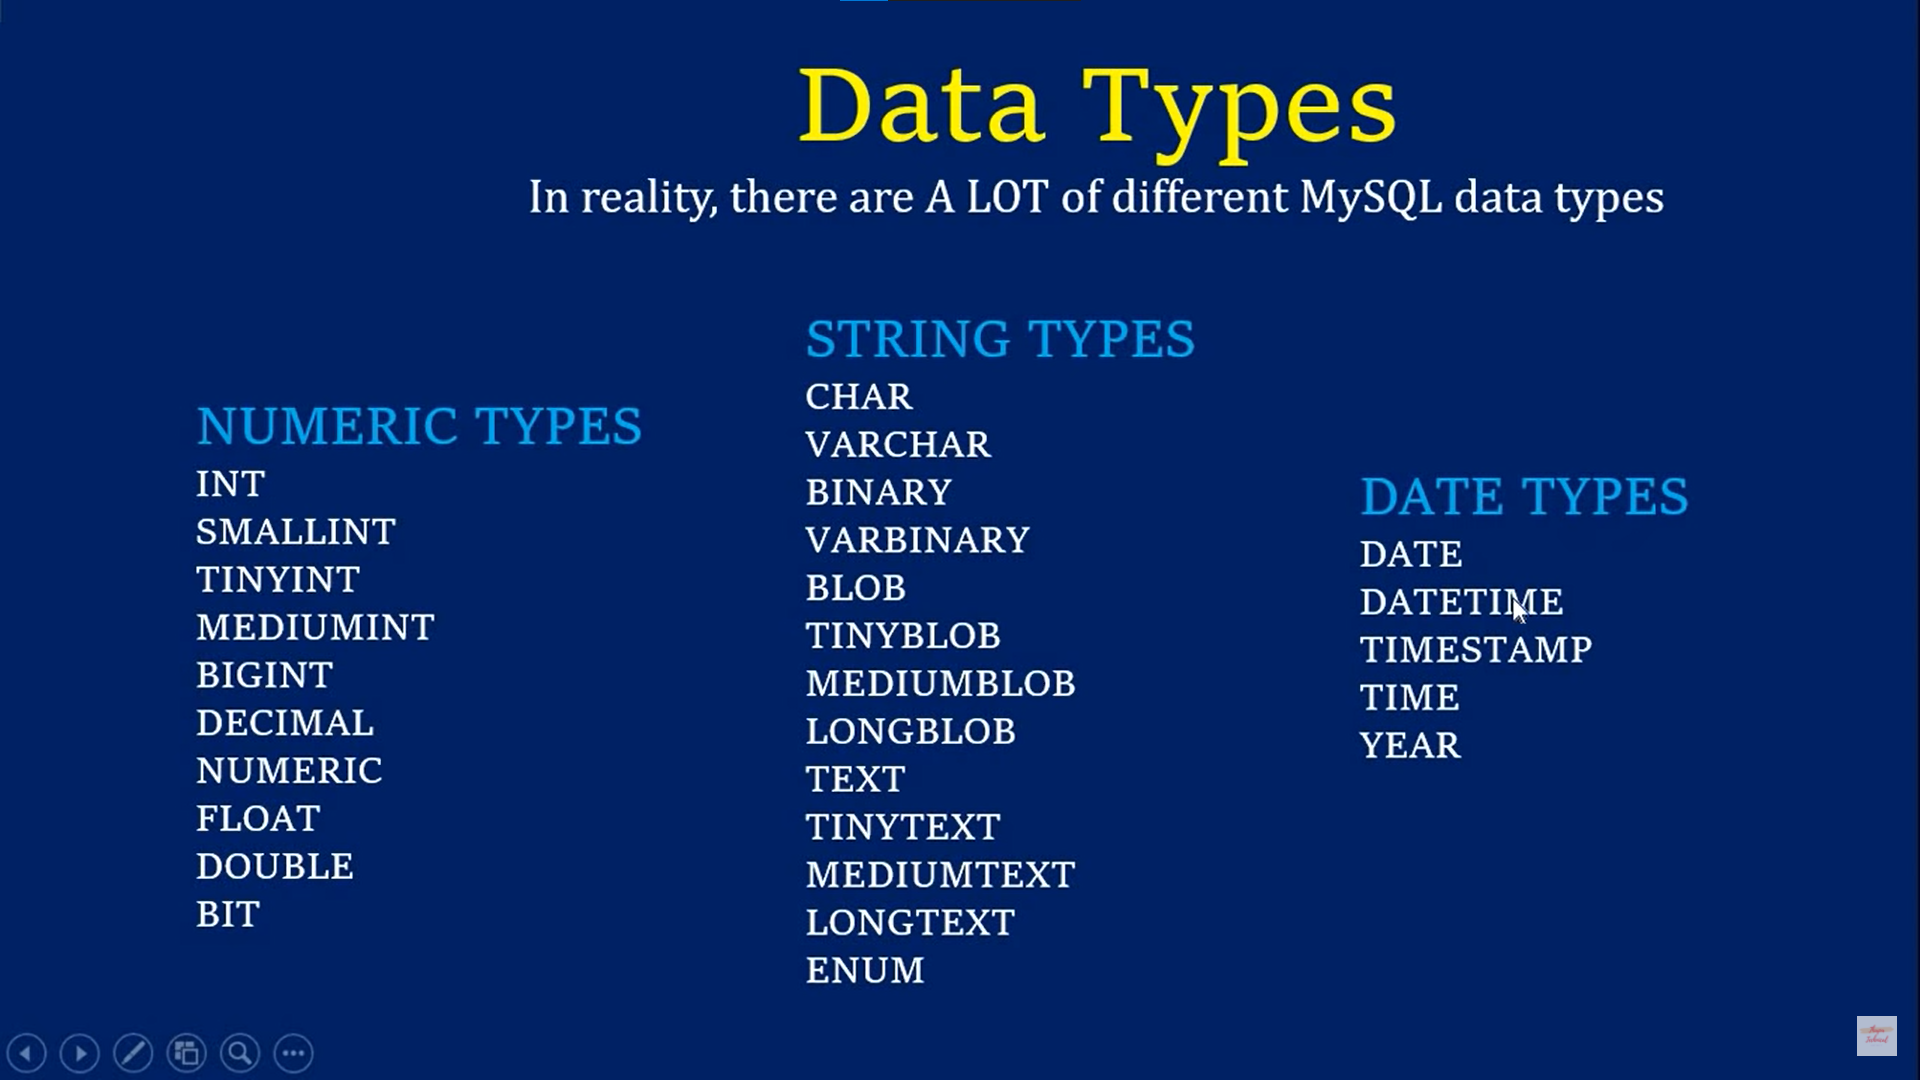 Data Types
In reality, there are A LOT of different MySQL data types
NUMERIC TYPES
INT
SMALLINT
TINYINT
MEDIUMINT
BIGINT
DECIMAL
NUMERIC
FLOAT
DOUBLE
BIT
STRING TYPES
CHAR
VARCHAR
BINARY
VARBINARY
BLOB
TINYBLOB
MEDIUMBLOB
LONGBLOB
TEXT
TINYTEXT
MEDIUMTEXT
LONGTEXT
ENUM
DATE TYPES
DATE
DATETIME
TIMESTAMP
TIME
YEAR